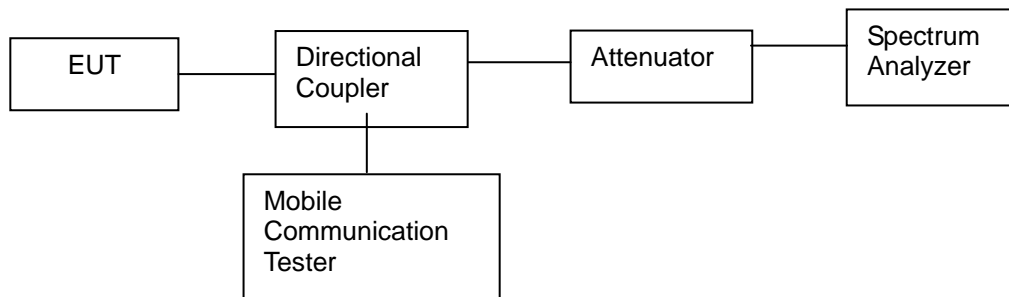 EUT
Directional
Coupler
Attenuator
Spectrum
Analyzer
Mobile
Communication
Tester